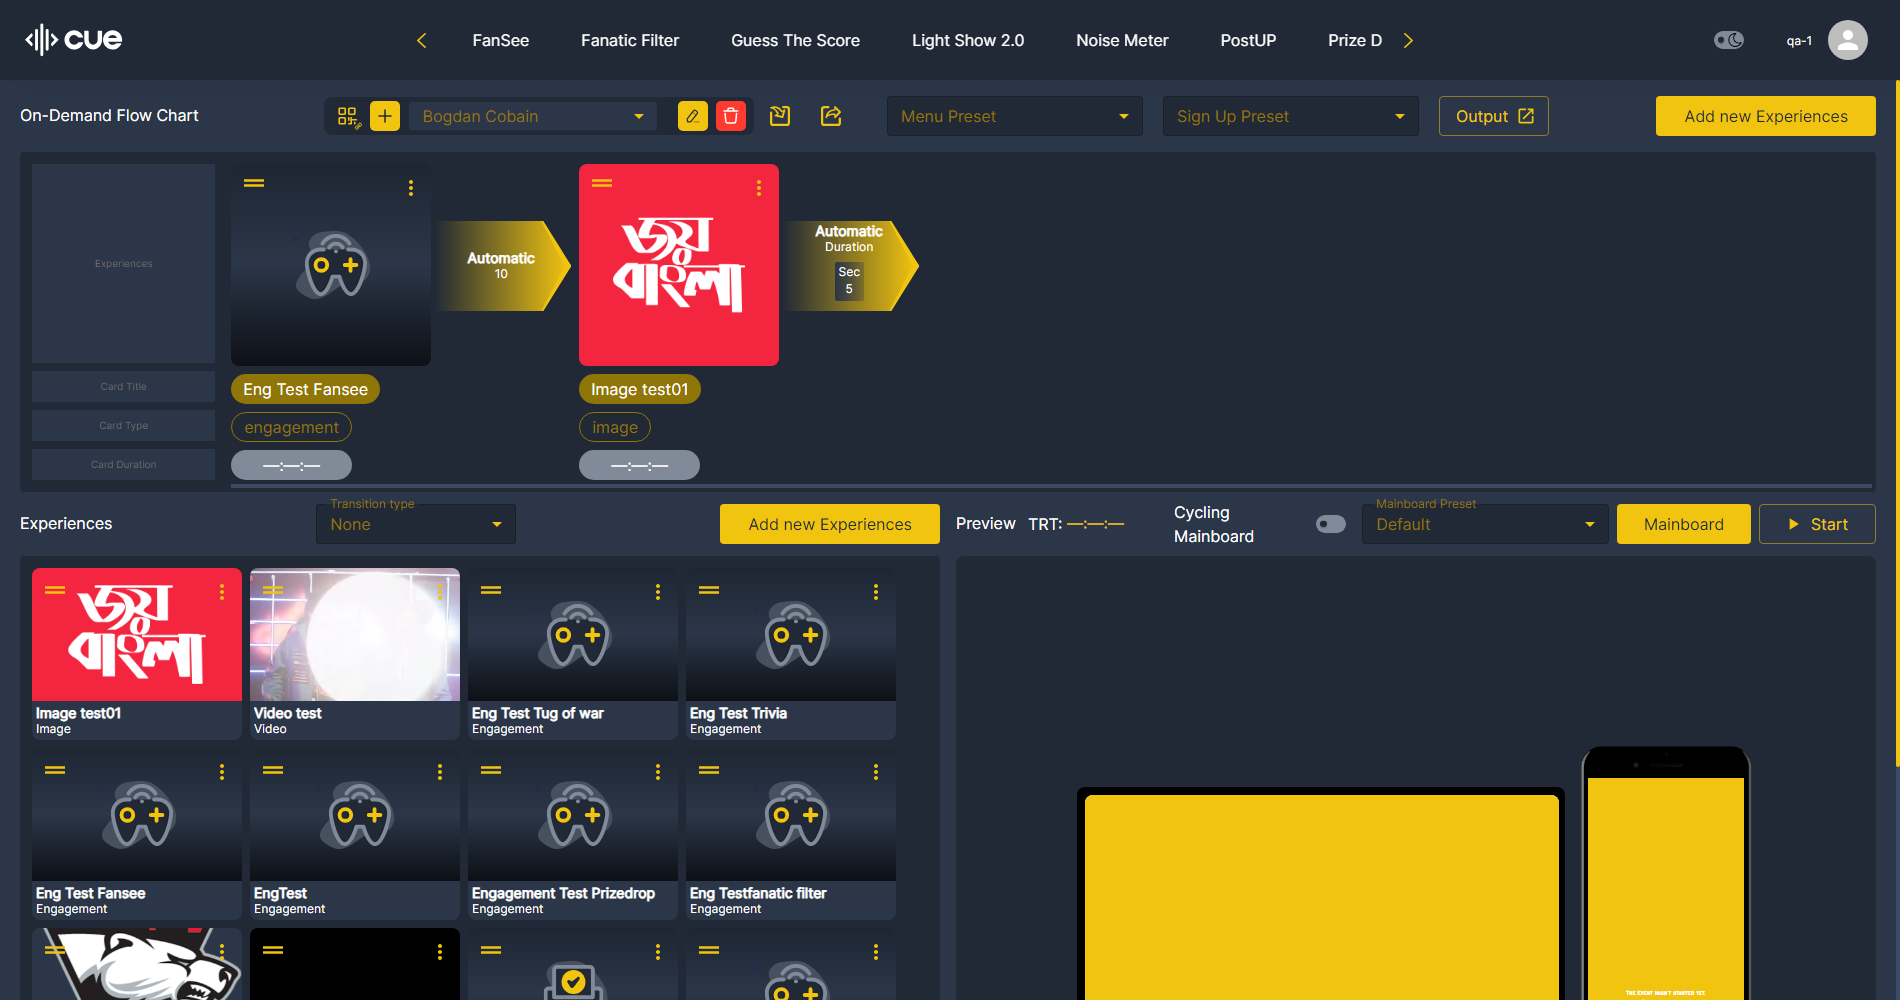 cue
FanSee
Fanatic Filter
Guess The Score
Light Show 2.0
Noise Meter
PostUP
Prize D
qa-1
On-Demand Flow Chart
Bogdan Cobain
Menu Preset
Sign Up Preset
Output
Add new Experiences
Experiences
Automatic
10
জয়
বাংলা
Automatic
Duration
Sec
5
Card Title
Eng Test Fansee
Image test01
Card Type
engagement
image
Card Duration
—:—:—
—:—:—
Experiences
Transition type
None
Add new Experiences
Preview
TRT: —:—:—
Cycling
Mainboard
Mainboard Preset
Default
Mainboard
Start
জয়
বাংলা
Image test01
Image
Video test
Video
Eng Test Tug of war
Engagement
Eng Test Trivia
Engagement
Eng Test Fansee
Engagement
EngTest
Engagement
Engagement Test Prizedrop
Engagement
Eng Testfanatic filter
Engagement
THE EVENT HASN'T STARTED YET.